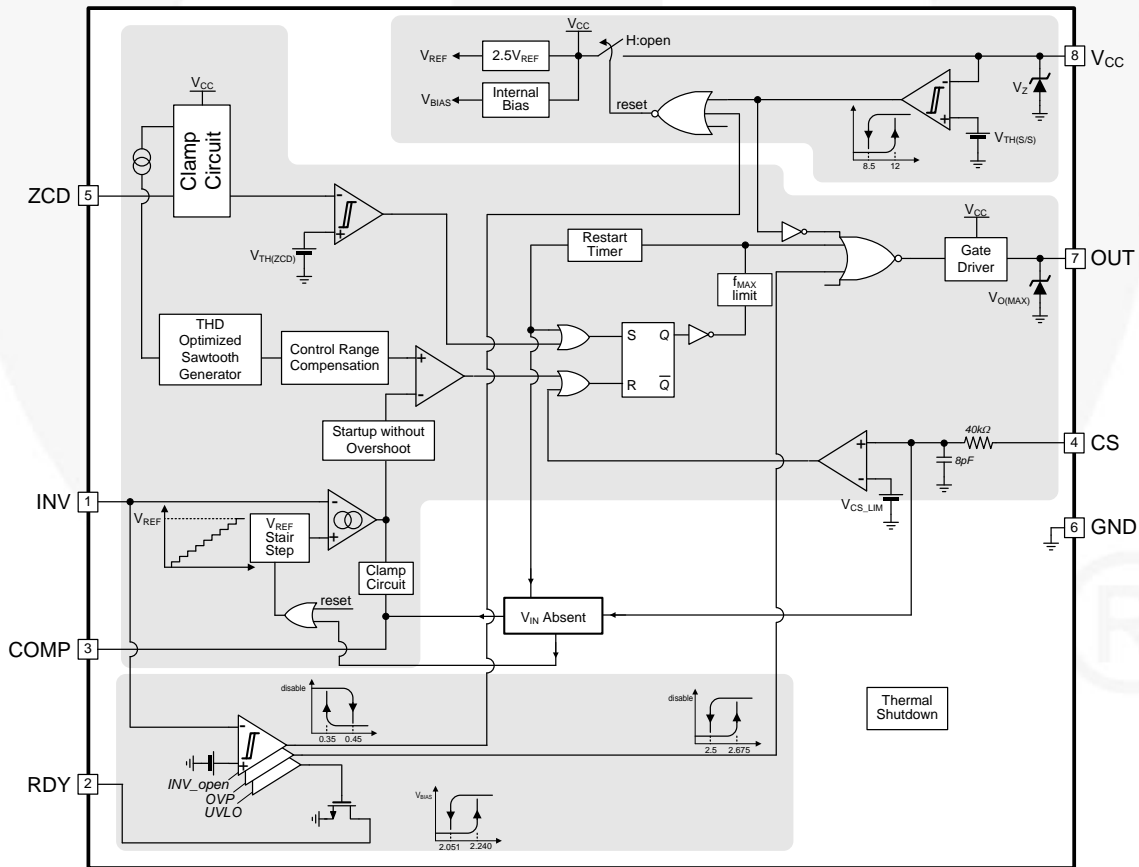 VCC
H:open
VREF
2.5VREF
VBIAS
Internal
Bias
reset
8
VCC
VZ
VTH(S/S)
8.5 12
VCC
Clamp
Circuit
ZCD
5
VTH(ZCD)
Restart
Timer
fMAX
limit
VCC
Gate
Driver
7
OUT
VO(MAX)
THD
Optimized
Sawtooth
Generator
Control Range
Compensation
S Q
R Q
Startup without
Overshoot
40kΩ
8pF
4
CS
VCS_LIM
INV
1
VREF
VREF
Stair
Step
Clamp
Circuit
6
GND
reset
VIN Absent
COMP
3
disable
0.35 0.45
disable
2.5 2.675
Thermal
Shutdown
RDY
2
INV_open
OVP
UVLO
VBIAS
2.051 2.240
R